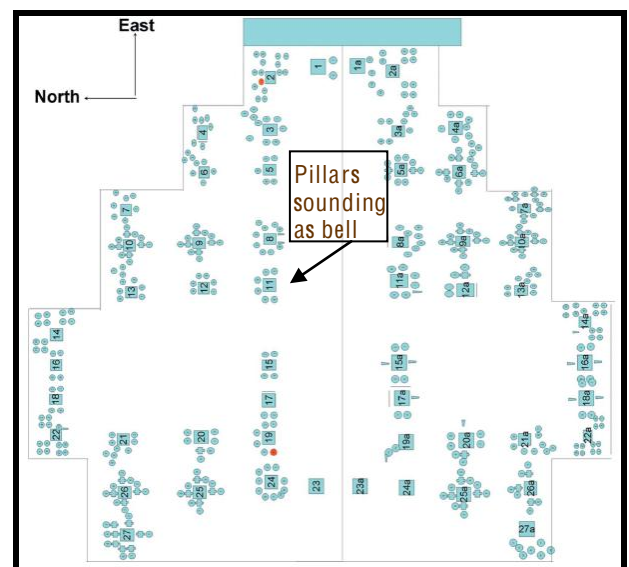 East
North
1
1a
2
2a
3
3a
4
4a
5
5a
6
6a
Pillars
sounding
as bell
7
7a
8
8a
9
9a
10
10a
11
11a
12
12a
13
13a
14
14a
15
15a
16
16a
17
17a
18
18a
19
19a
20
20a
21
21a
22
22a
23
23a
24
24a
25
25a
26
26a
27
27a